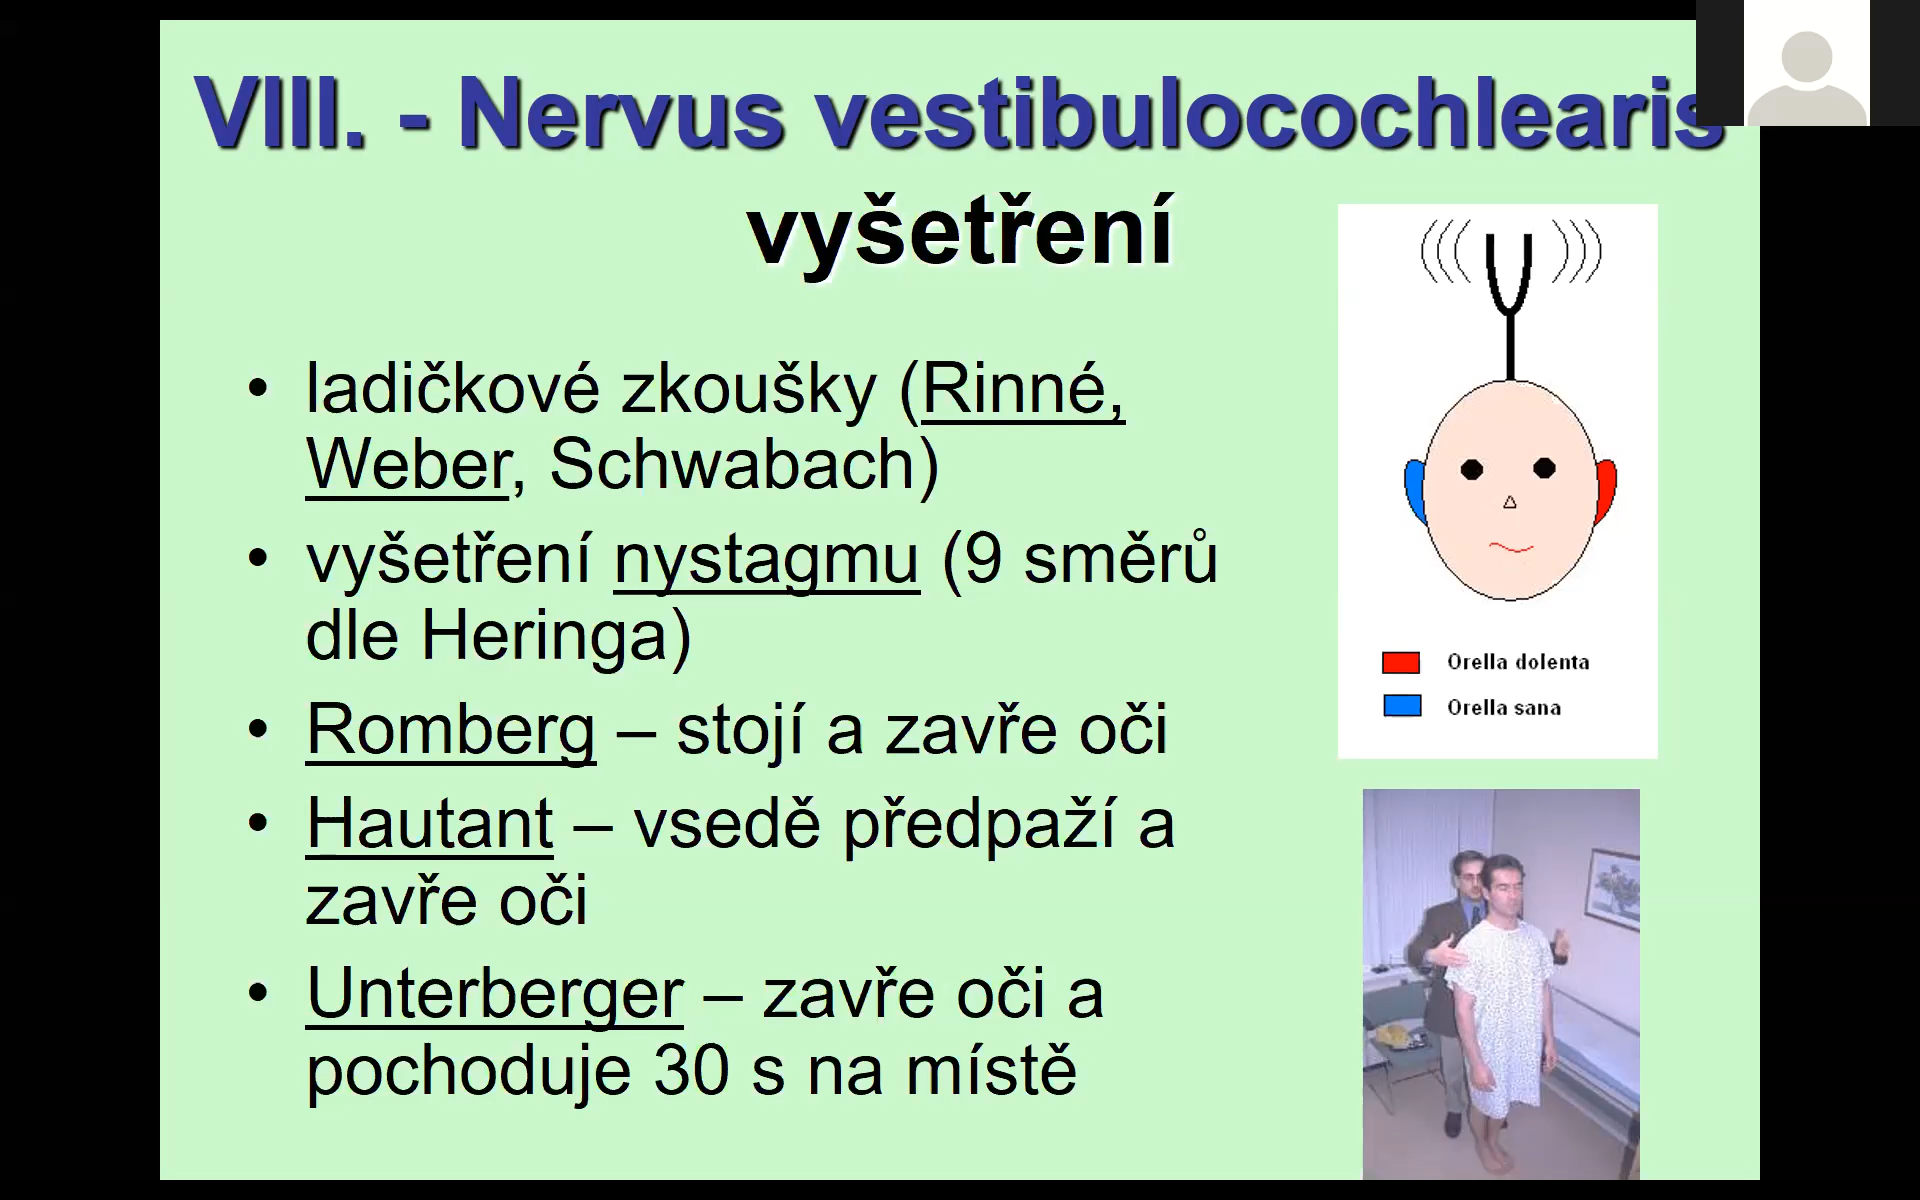 VIII. - Nervus vestibulocochlearis
vyšetření
• ladičkové zkoušky (Rinné,
Weber, Schwabach)
• vyšetření nystagmu (9 směrů
dle Heringa)
• Romberg – stojí a zavře oči
• Hautant – vsedě předpaží a
zavře oči
• Unterberger – zavře oči a
pochoduje 30 s na místě
Orella dolenta
Orella sana